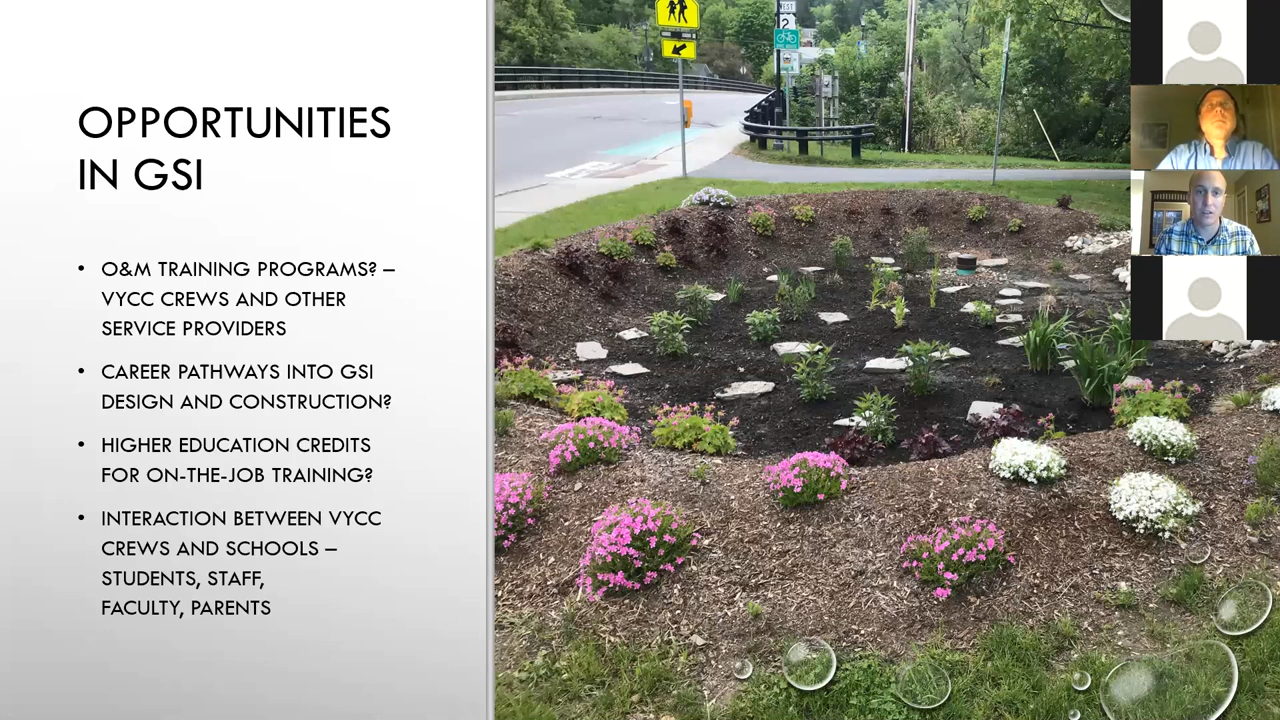 OPPORTUNITIES
IN GSI
• O&M TRAINING PROGRAMS? –
VYCC CREWS AND OTHER
SERVICE PROVIDERS
• CAREER PATHWAYS INTO GSI
DESIGN AND CONSTRUCTION?
• HIGHER EDUCATION CREDITS
FOR ON-THE-JOB TRAINING?
• INTERACTION BETWEEN VYCC
CREWS AND SCHOOLS –
STUDENTS, STAFF,
FACULTY, PARENTS
WEST
2